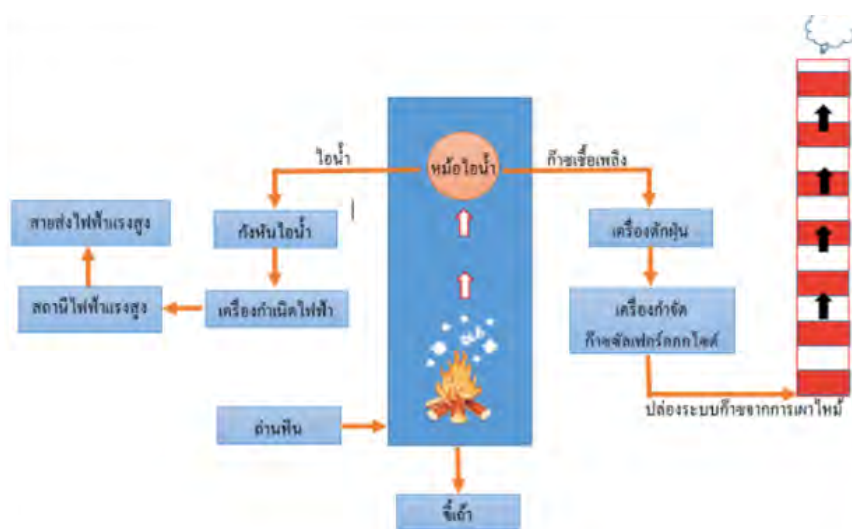 หม้อไอน้ำ
ไอน้ำ
ก๊าซเชื้อเพลิง
สายส่งไฟฟ้าแรงสูง
กังหันไอน้ำ
เครื่องดักฝุ่น
สถานีไฟฟ้าแรงสูง
เครื่องกำเนิดไฟฟ้า
เครื่องกำจัด
ก๊าซซัลเฟอร์ดอกไซด์
ปล่องระบบก๊าซจากการเผาไหม้
ถ่านหิน
ขี้เถ้า